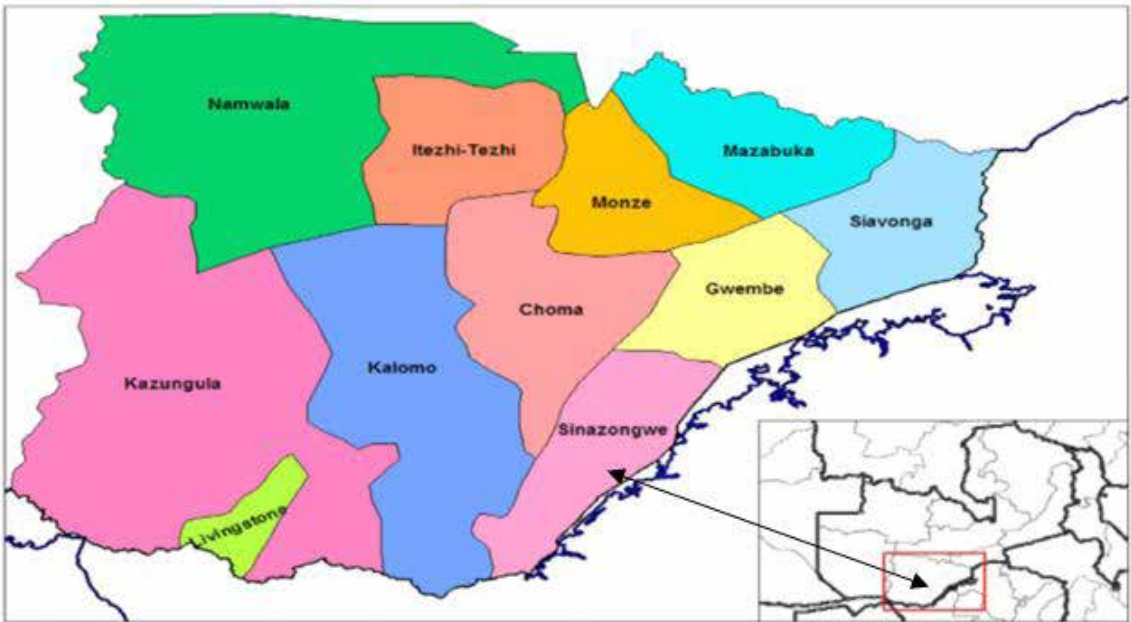 Namwala
Itezhi-Tezhi
Mazabuka
Monze
Siavonga
Gwembe
Choma
Kalomo
Kazungula
Sinazongwe
Livingstone